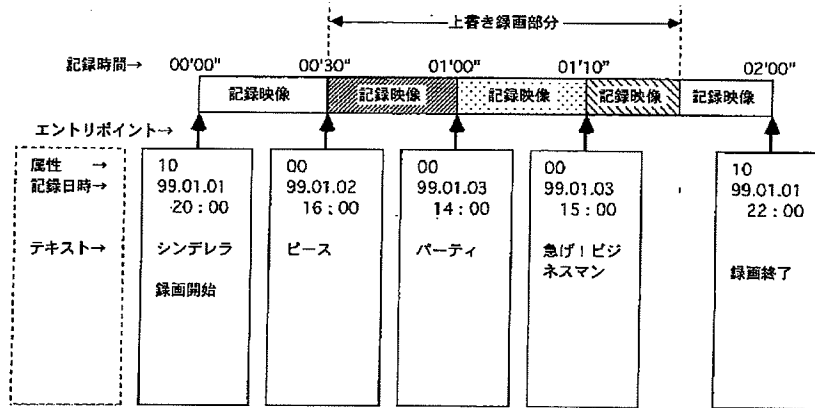 上書き録画部分
記録時間→ 00'00" 00'30" 01'00" 01'10" 02'00"
記録映像 記録映像 記録映像 記録映像 記録映像
エントリポイント→
属性 → 10 00 00 00 10
記録日時→ 99.01.01 99.01.02 99.01.03 99.01.03 99.01.01
20:00 16:00 14:00 15:00 22:00
テキスト→ シンデレラ ピース パーティ 急げ!ビジ
ネスマン
録画開始 録画終了